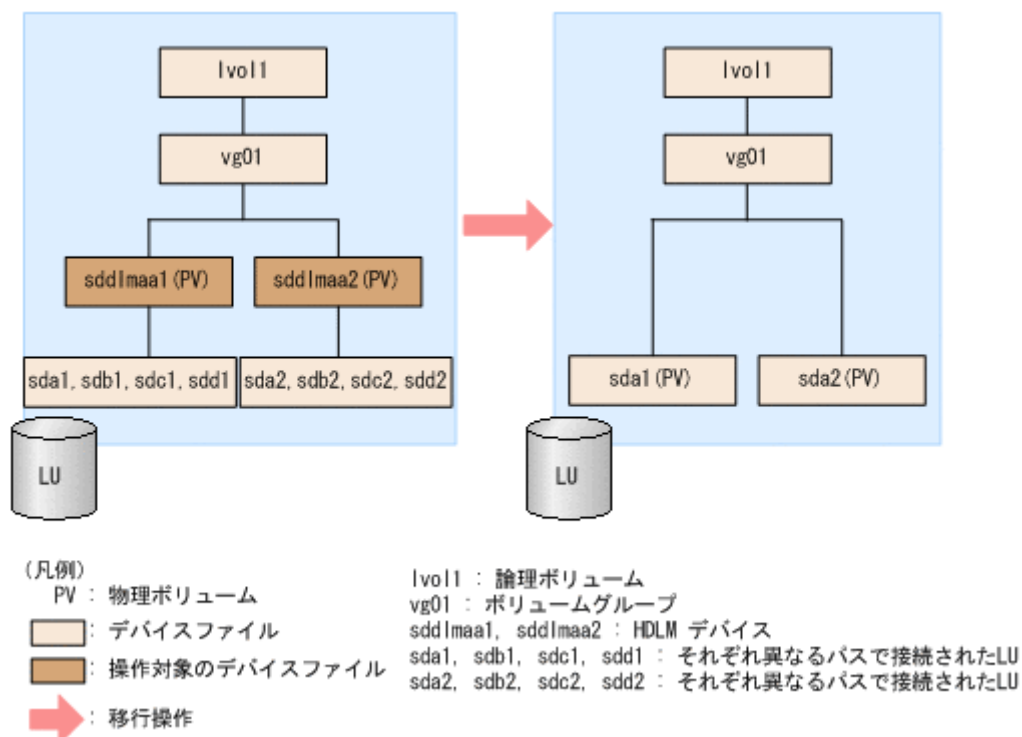 lvol1
vg01
sddlmaa1(PV)
sddlmaa2(PV)
sda1, sdb1, sdc1, sdd1
sda2, sdb2, sdc2, sdd2
LU
lvol1
vg01
sda1(PV)
sda2(PV)
LU
(凡例)
PV : 物理ボリューム
: デバイスファイル
: 操作対象のデバイスファイル
: 移行操作
lvol1 : 論理ボリューム
vg01 : ボリュームグループ
sddlmaa1, sddlmaa2 : HDLM デバイス
sda1, sdb1, sdc1, sdd1 : それぞれ異なるパスで接続されたLU
sda2, sdb2, sdc2, sdd2 : それぞれ異なるパスで接続されたLU